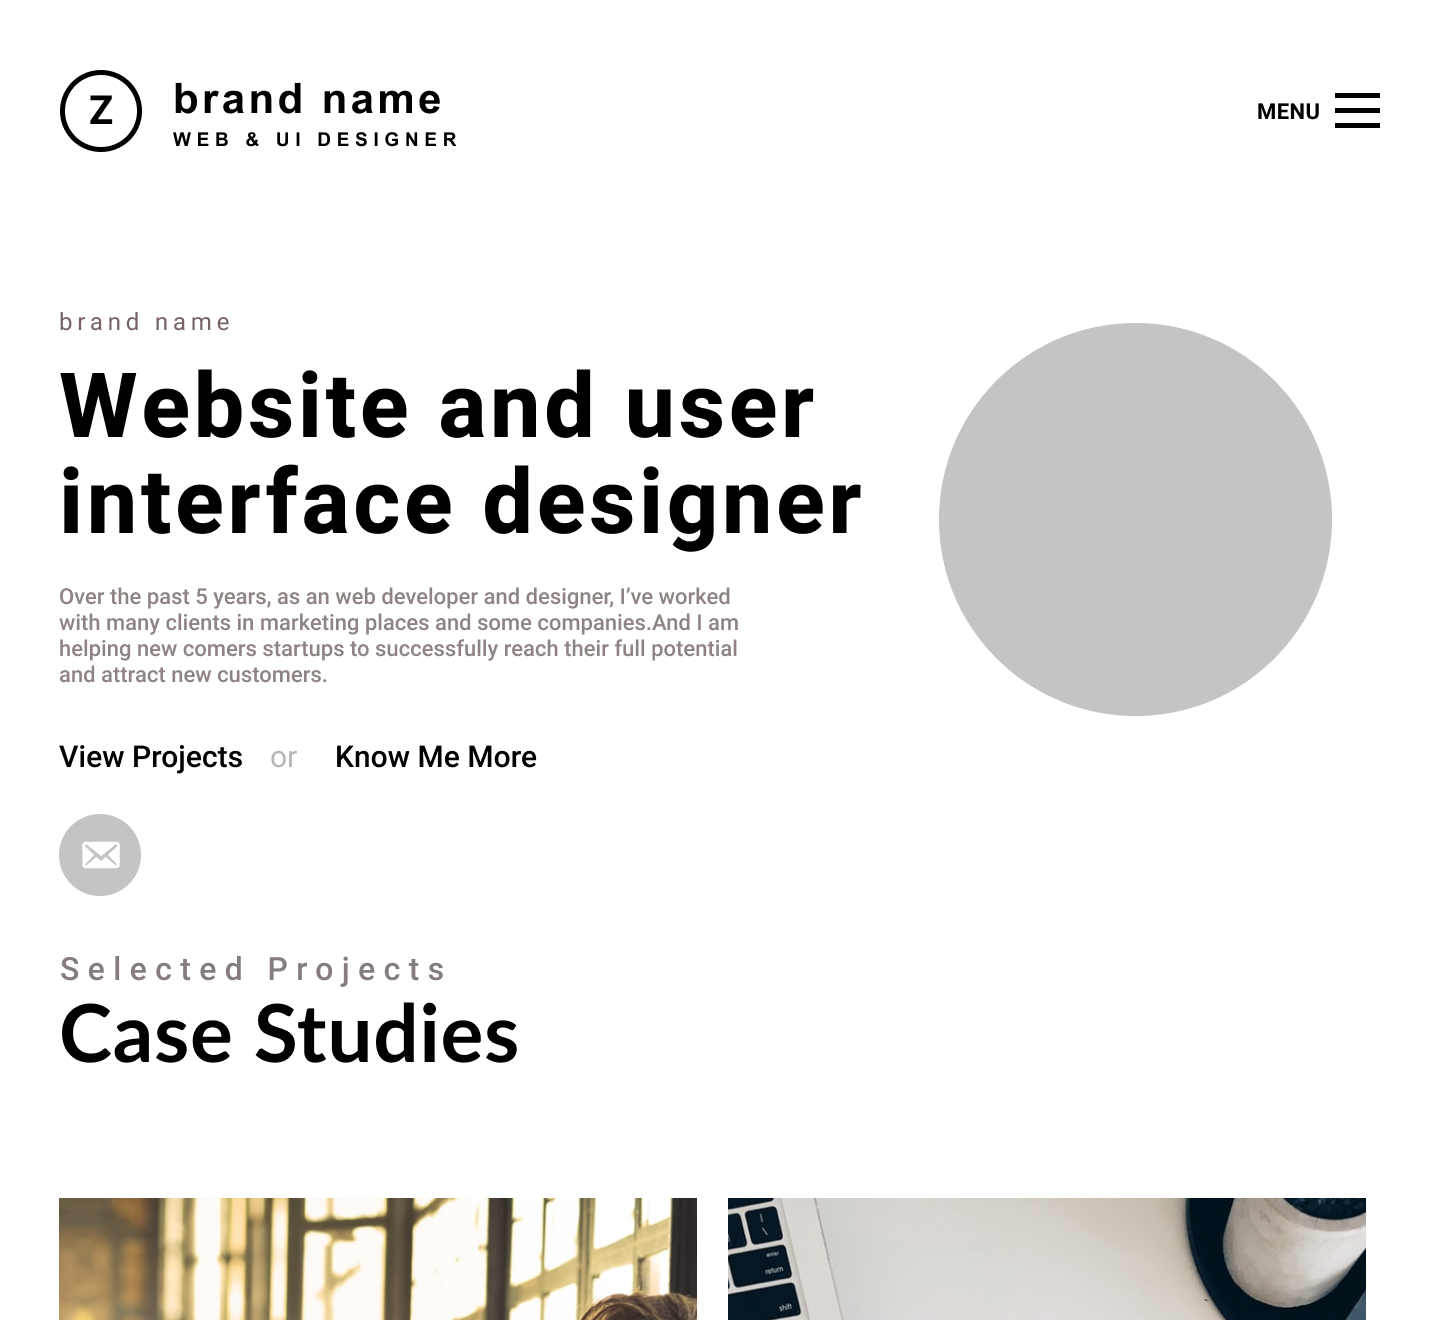 Z
brand name
WEB & UI DESIGNER
MENU
brand name
Website and user
interface designer
Over the past 5 years, as an web developer and designer, I’ve worked
with many clients in marketing places and some companies.And I am
helping new comers startups to successfully reach their full potential
and attract new customers.
View Projects or Know Me More
Selected Projects
Case Studies
enter
return
shift